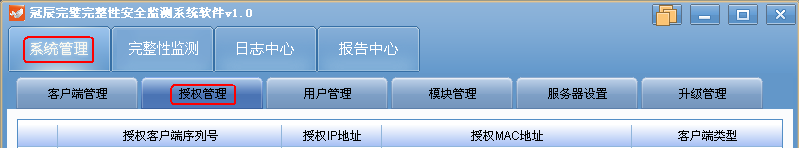 冠辰完璧完整性安全监测系统软件v1.0
系统管理 完整性监测 日志中心 报告中心
客户端管理 授权管理 用户管理 模块管理 服务器设置 升级管理
授权客户端序列号 授权IP地址 授权MAC地址 客户端类型